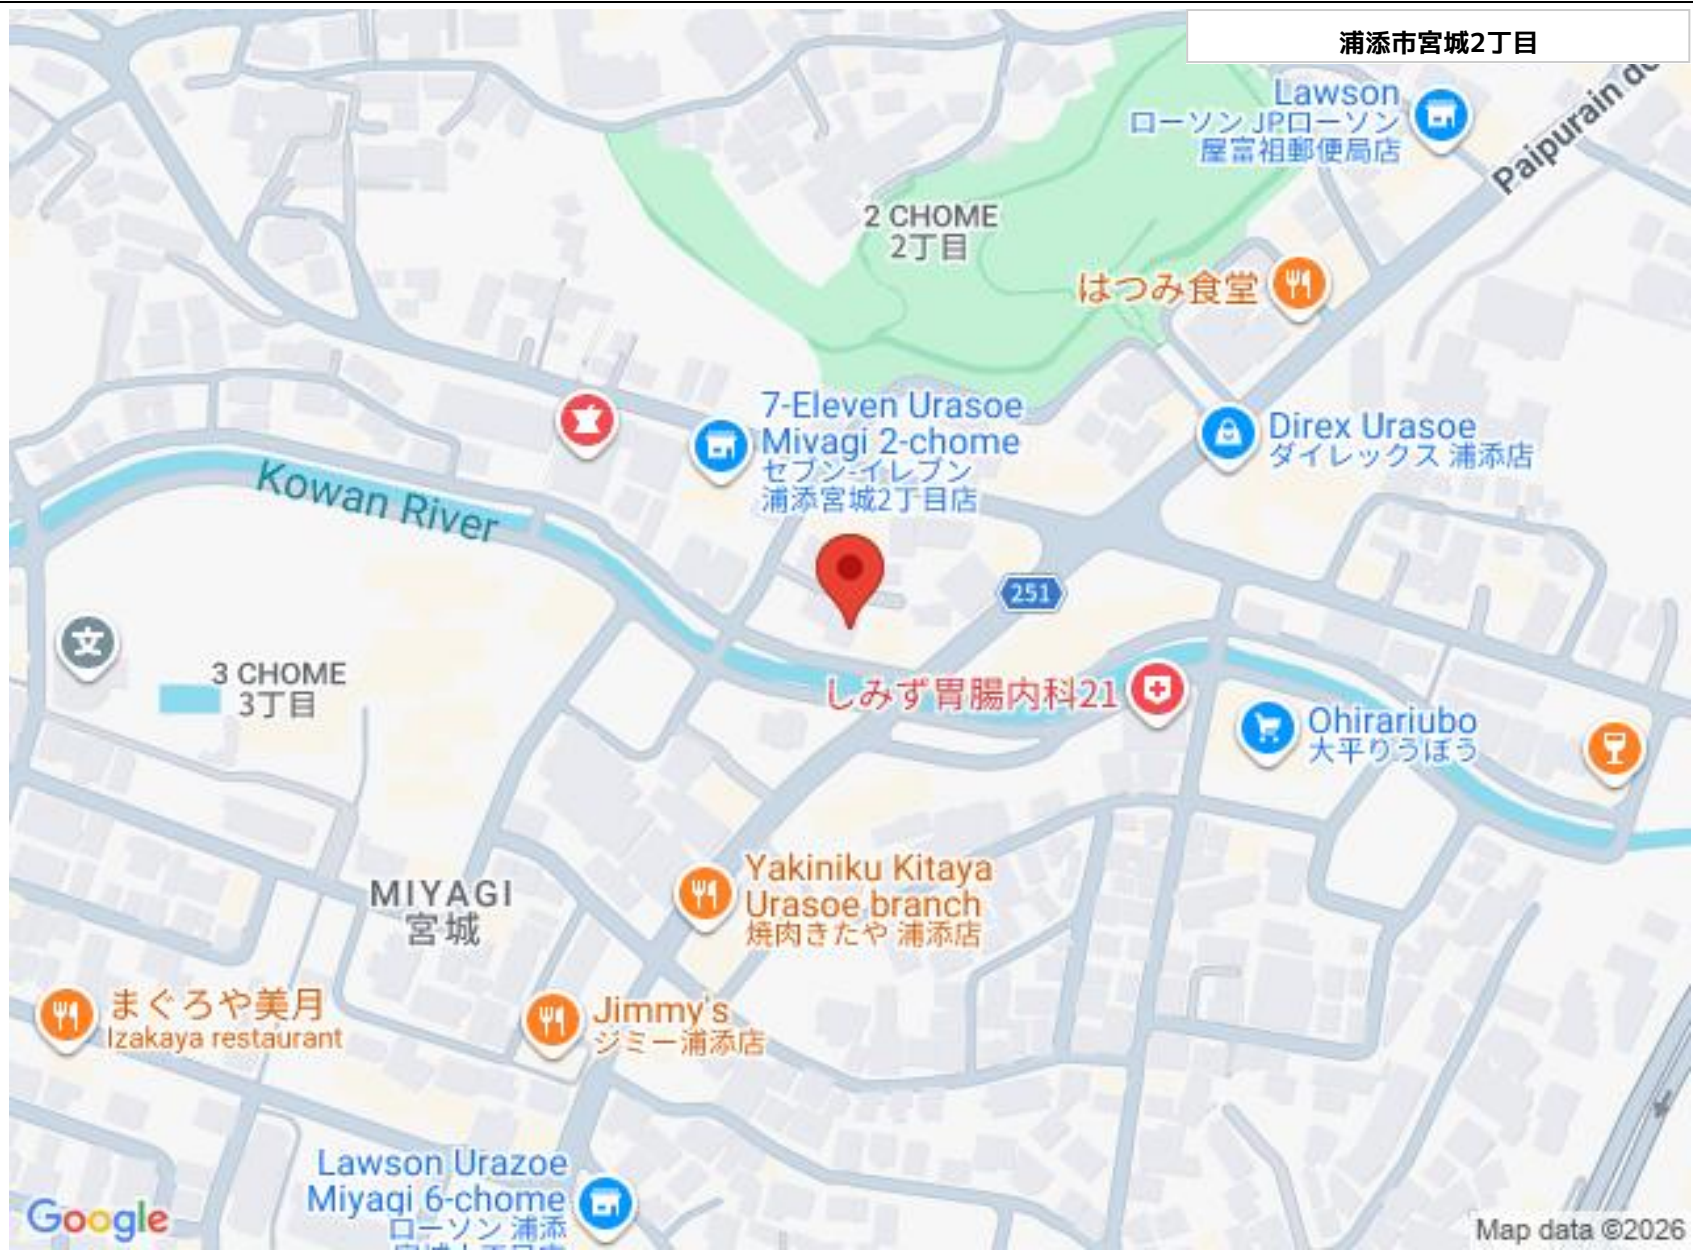 浦添市宮城2丁目
Lawson
ローソン JPローソン
屋富祖郵便局店
Paipurain
2 CHOME
2丁目
はつみ食堂
7-Eleven Urasoe
Miyagi 2-chome
セブン-イレブン
浦添宮城2丁目店
Direx Urasoe
ダイレックス 浦添店
Kowan River
251
3 CHOME
3丁目
文
しみず胃腸内科21
Ohirariubo
大平りうぼう
Yakiniku Kitaya
Urasoe branch
焼肉きたや 浦添店
MIYAGI
宮城
まぐろや美月
Izakaya restaurant
Jimmy's
ジミー浦添店
Lawson Urazoe
Miyagi 6-chome
ローソン 浦添
Google
Map data ©2026